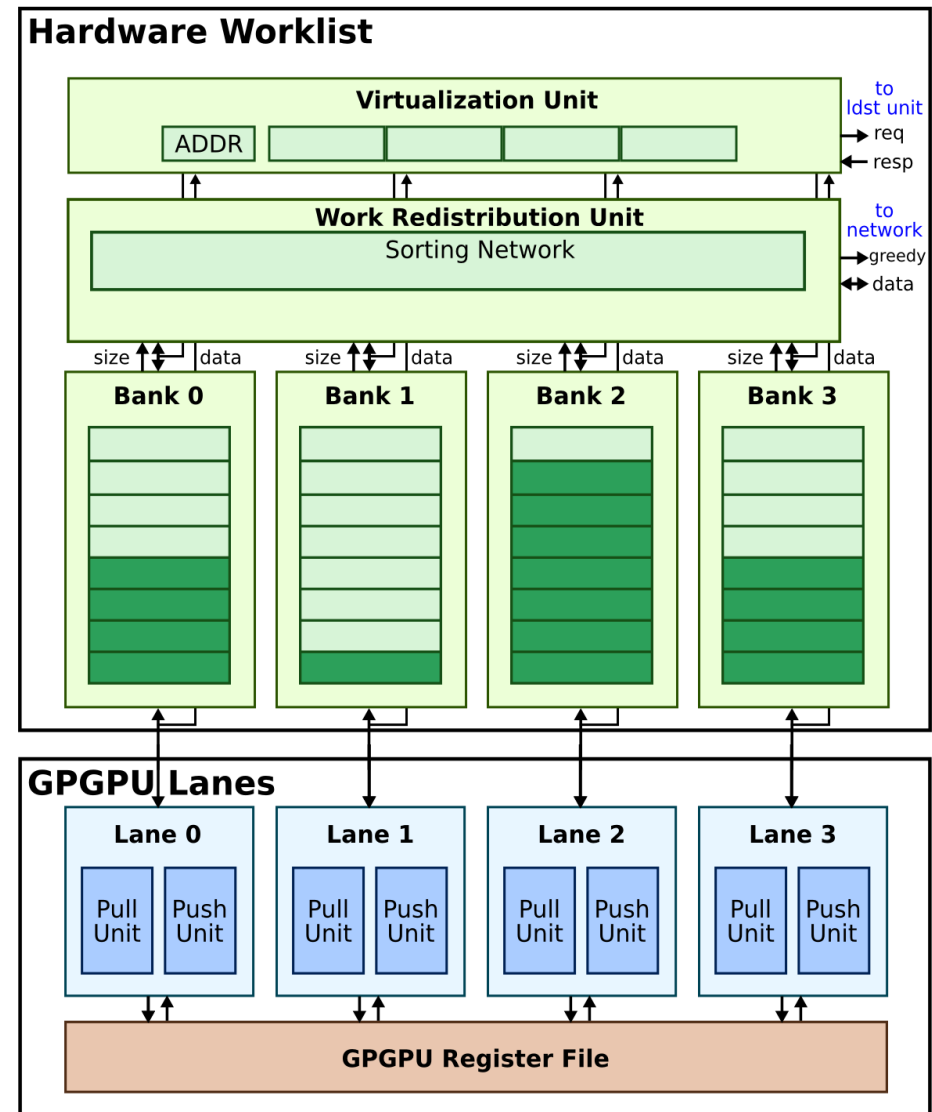 Hardware Worklist
Virtualization Unit
ADDR
to
ldst unit
req
resp
Work Redistribution Unit
Sorting Network
to
network
greedy
data
size
data
size
data
size
data
size
data
Bank 0
Bank 1
Bank 2
Bank 3
GPGPU Lanes
Lane 0
Lane 1
Lane 2
Lane 3
Pull
Unit
Push
Unit
Pull
Unit
Push
Unit
Pull
Unit
Push
Unit
Pull
Unit
Push
Unit
GPGPU Register File